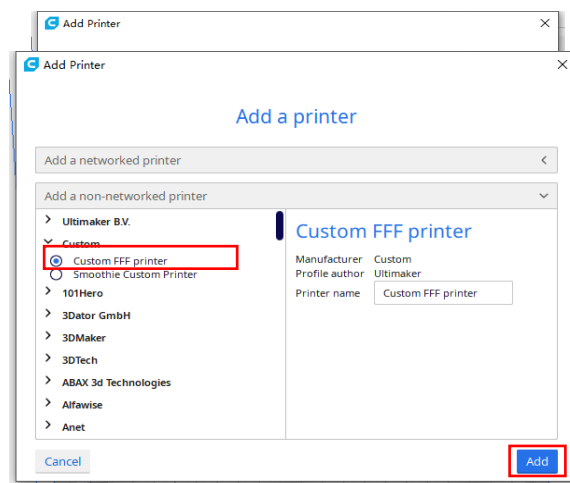 Add Printer
Add Printer
Add a printer
Add a networked printer
Add a non-networked printer
Ultimaker B.V.
Custom
Custom FFF printer
Smoothie Custom Printer
101Hero
3Dator GmbH
3DMaker
3DTech
ABAX 3d Technologies
Alfawise
Anet
Custom FFF printer
Manufacturer Custom
Profile author Ultimaker
Printer name Custom FFF printer
Cancel
Add